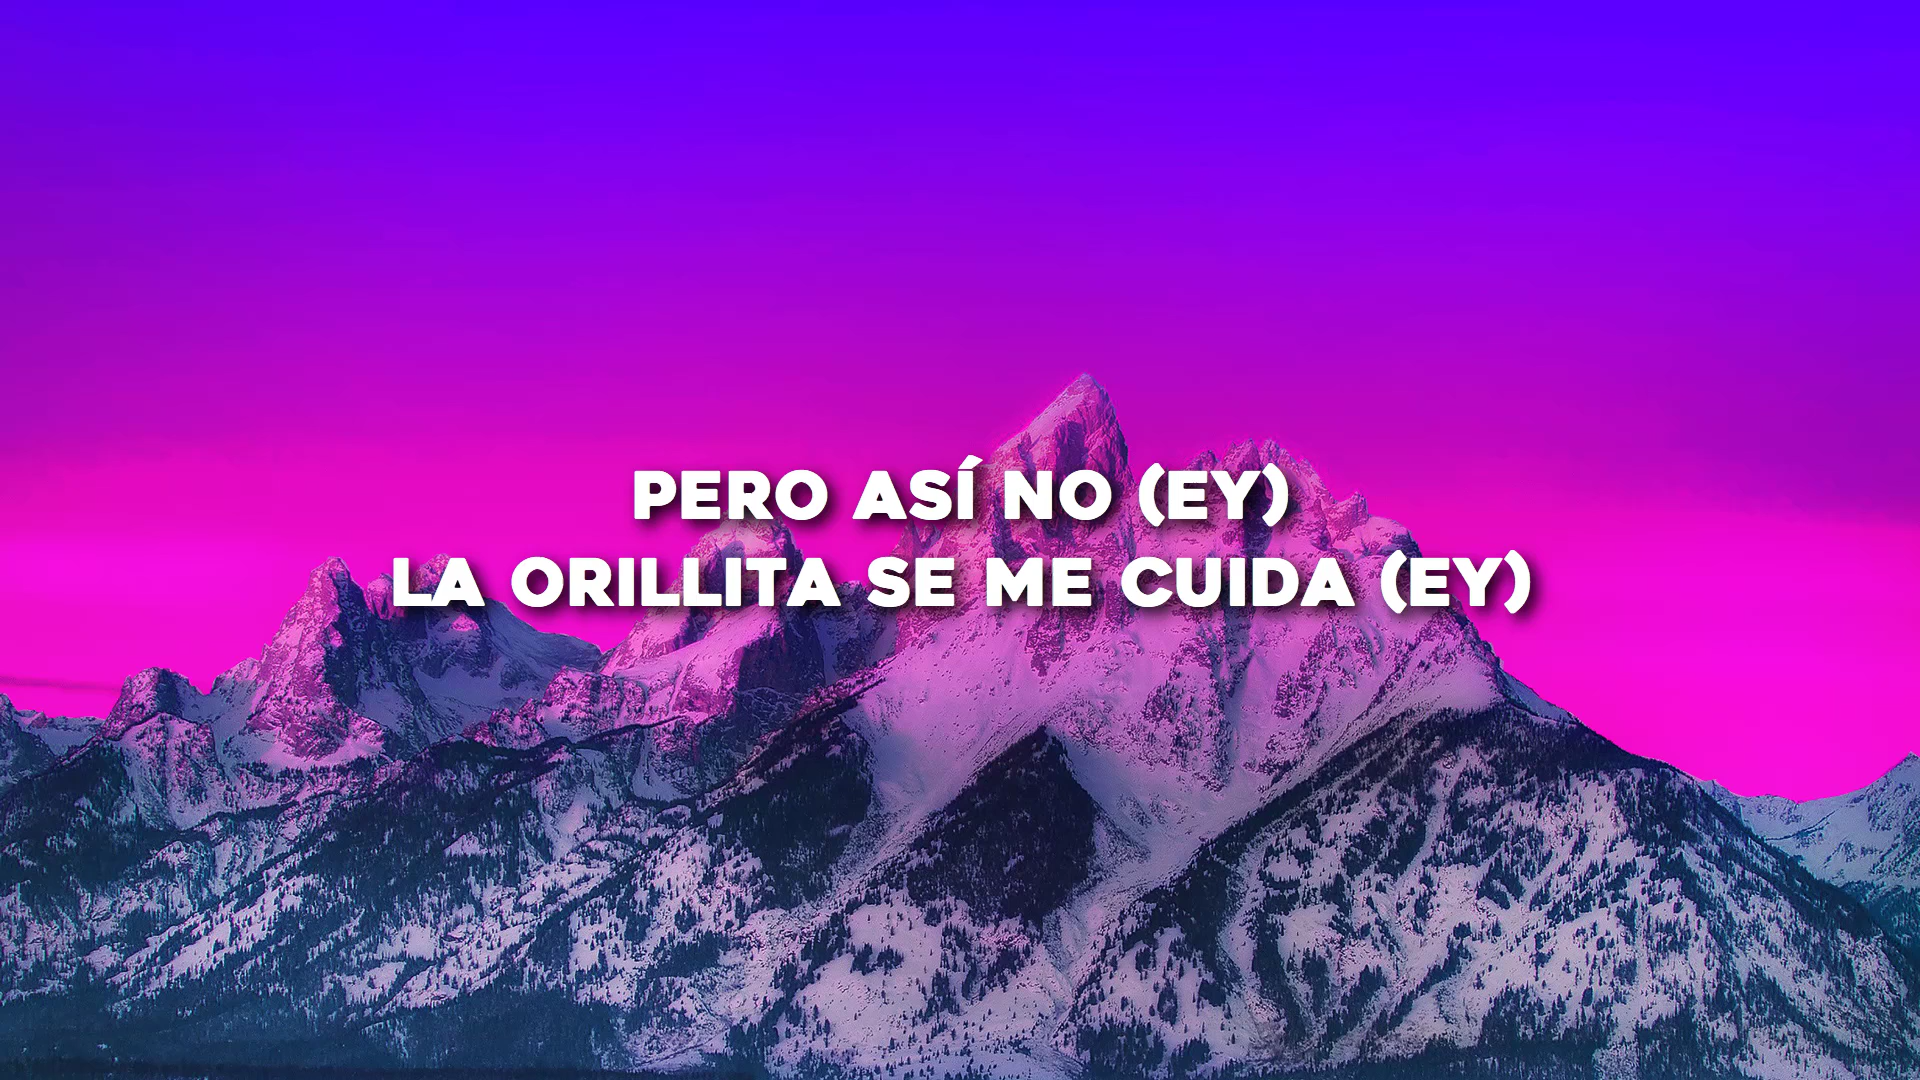 PERO ASÍ NO (EY)
LA ORILLITA SE ME CUIDA (EY)